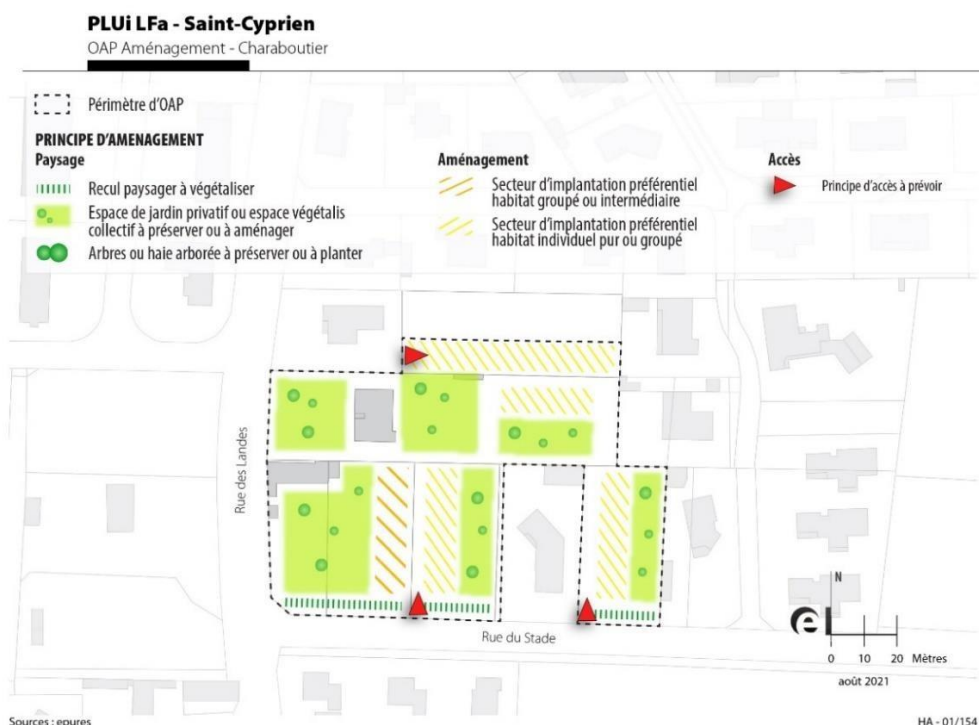 PLUi LFa - Saint-Cyprien
OAP Aménagement - Charaboutier
Périmètre d'OAP
PRINCIPE D'AMENAGEMENT
Paysage
Recul paysager à végétaliser
Espace de jardin privatif ou espace végétalis
collectif à préserver ou à aménager
Arbres ou haie arborée à préserver ou à planter
Aménagement
Secteur d'implantation préférentiel
habitat groupé ou intermédiaire
Secteur d'implantation préférentiel
habitat individuel pur ou groupé
Accès
Principe d'accès à prévoir
Rue des Landes
Rue du Stade
N
0 10 20 Mètres
août 2021
Sources : epures
HA - 01/154